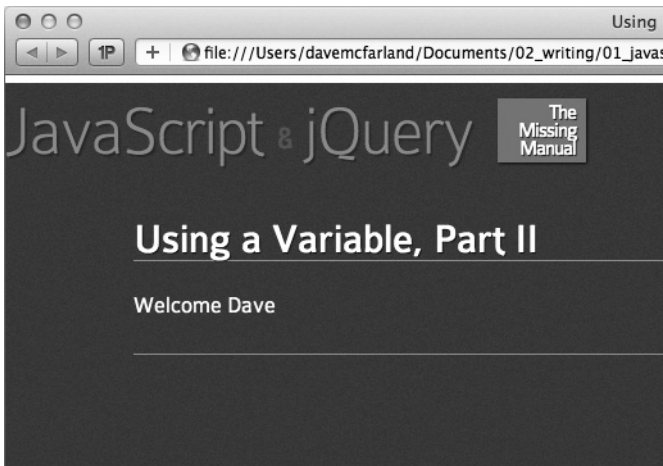 Using
1P + file:///Users/davemcfarland/Documents/02_writing/01_javas
JavaScript & jQuery
The
Missing
Manual
Using a Variable, Part II
Welcome Dave